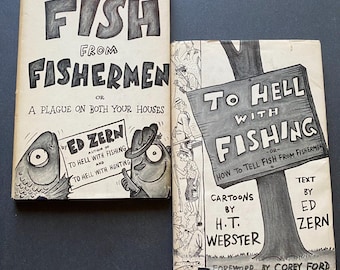 FISH
FROM
FISHERMEN
OR
A PLAGUE ON BOTH YOUR HOUSES
BY
ED ZERN
AUTHOR OF
TO HELL WITH FISHING
AND
TO HELL WITH HUNTING
TO HELL
WITH
FISHING
OR
HOW TO TELL FISH FROM FISHERMEN
CARTOONS
BY
H.T.
WEBSTER
TEXT
BY
ED
ZERN
FOREWORD BY COREY FORD